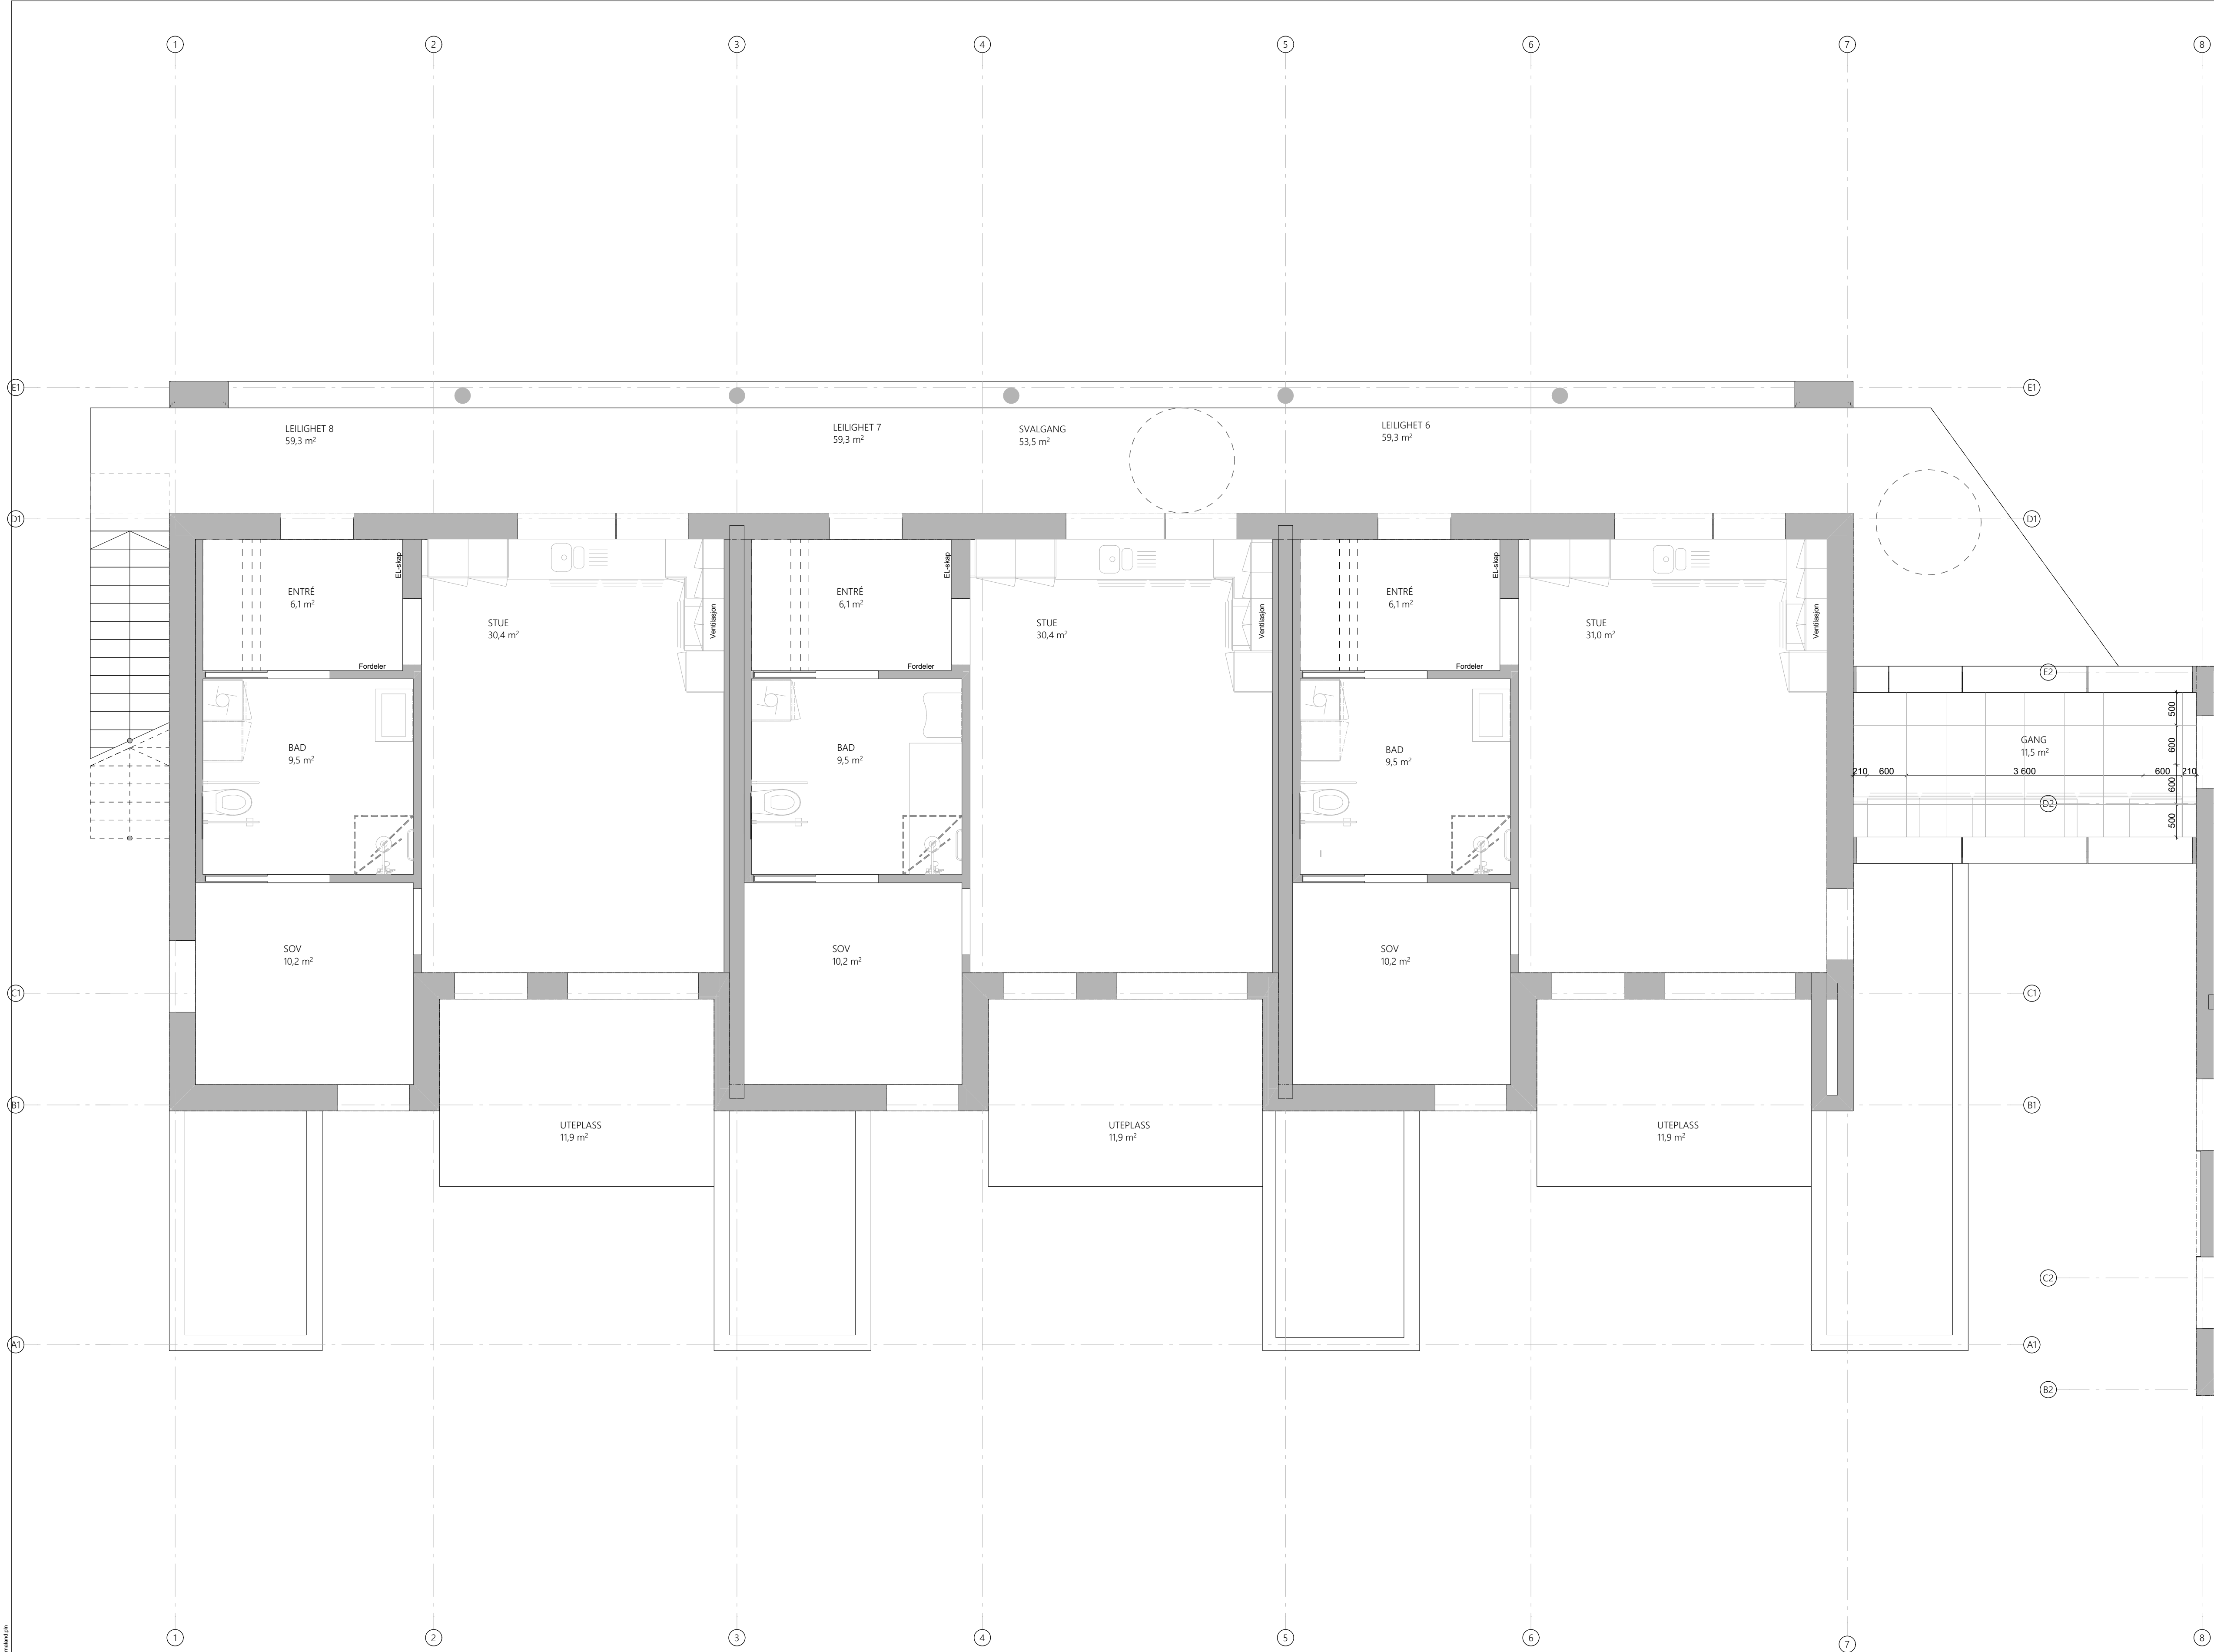 1 2 3 4 5 6 7 8
E1 E1
LEILIGHET 8
59,3 m²
LEILIGHET 7
59,3 m²
SVALGANG
53,5 m²
LEILIGHET 6
59,3 m²
D1 D1
EL-skap EL-skap EL-skap
ENTRÉ
6,1 m²
ENTRÉ
6,1 m²
ENTRÉ
6,1 m²
STUE
30,4 m²
STUE
30,4 m²
STUE
31,0 m²
Ventilasjon Ventilasjon Ventilasjon
Fordeler Fordeler Fordeler
E2
BAD
9,5 m²
BAD
9,5 m²
BAD
9,5 m²
GANG
11,5 m²
210 600 3 600 600 210
500
600
600
500
D2
SOV
10,2 m²
SOV
10,2 m²
SOV
10,2 m²
C1 C1
B1 B1
UTEPLASS
11,9 m²
UTEPLASS
11,9 m²
UTEPLASS
11,9 m²
C2
A1 A1
B2
1 2 3 4 5 6 7 8